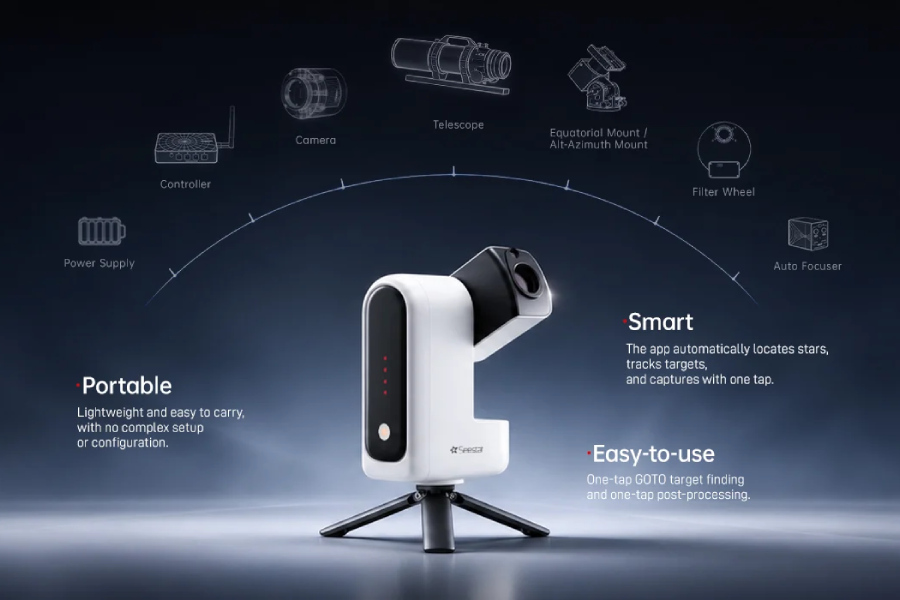 Telescope
Camera
Equatorial Mount /
Alt-Azimuth Mount
Controller
Filter Wheel
Power Supply
Auto Focuser
Smart
The app automatically locates stars,
tracks targets,
and captures with one tap.
Portable
Lightweight and easy to carry,
with no complex setup
or configuration.
Easy-to-use
One-tap GOTO target finding
and one-tap post-processing.